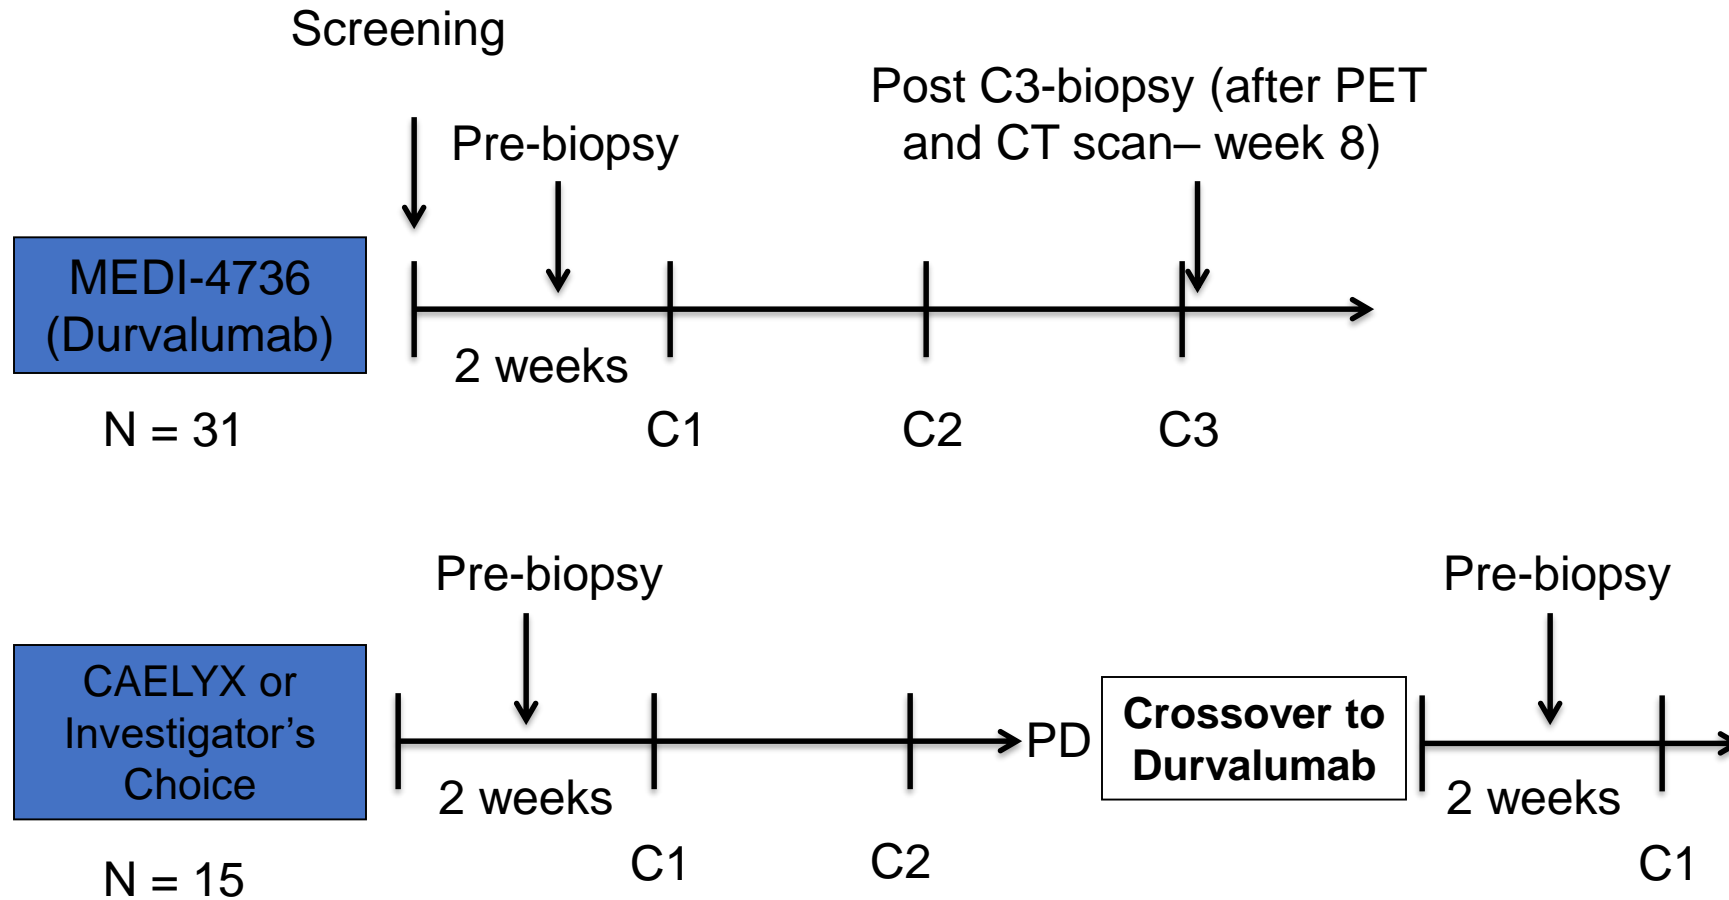 Screening
Pre-biopsy
Post C3-biopsy (after PET
and CT scan– week 8)
MEDI-4736
(Durvalumab)
N = 31
2 weeks
C1
C2
C3
Pre-biopsy
Pre-biopsy
CAELYX or
Investigator’s
Choice
N = 15
2 weeks
C1
C2
PD
Crossover to
Durvalumab
2 weeks
C1